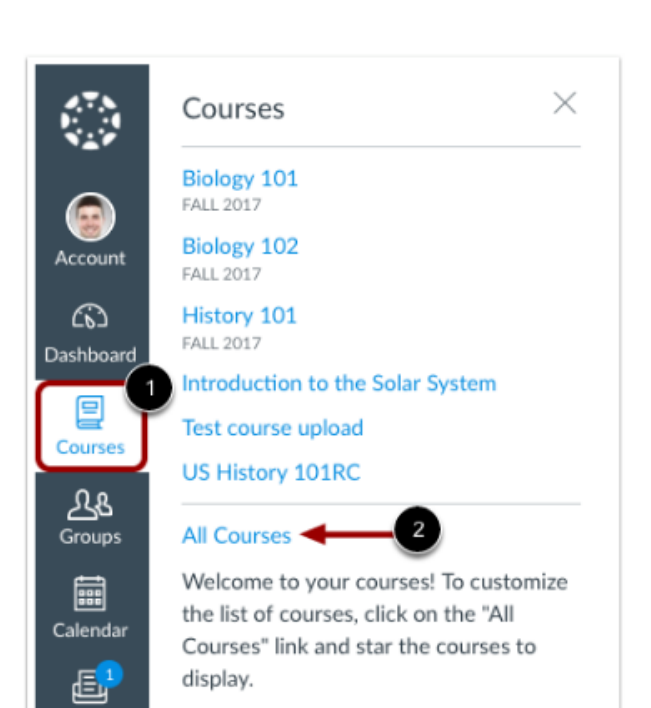 Account
Dashboard
1
Courses
Groups
Calendar
1
Courses
Biology 101
FALL 2017
Biology 102
FALL 2017
History 101
FALL 2017
Introduction to the Solar System
Test course upload
US History 101RC
All Courses
2
Welcome to your courses! To customize
the list of courses, click on the "All
Courses" link and star the courses to
display.